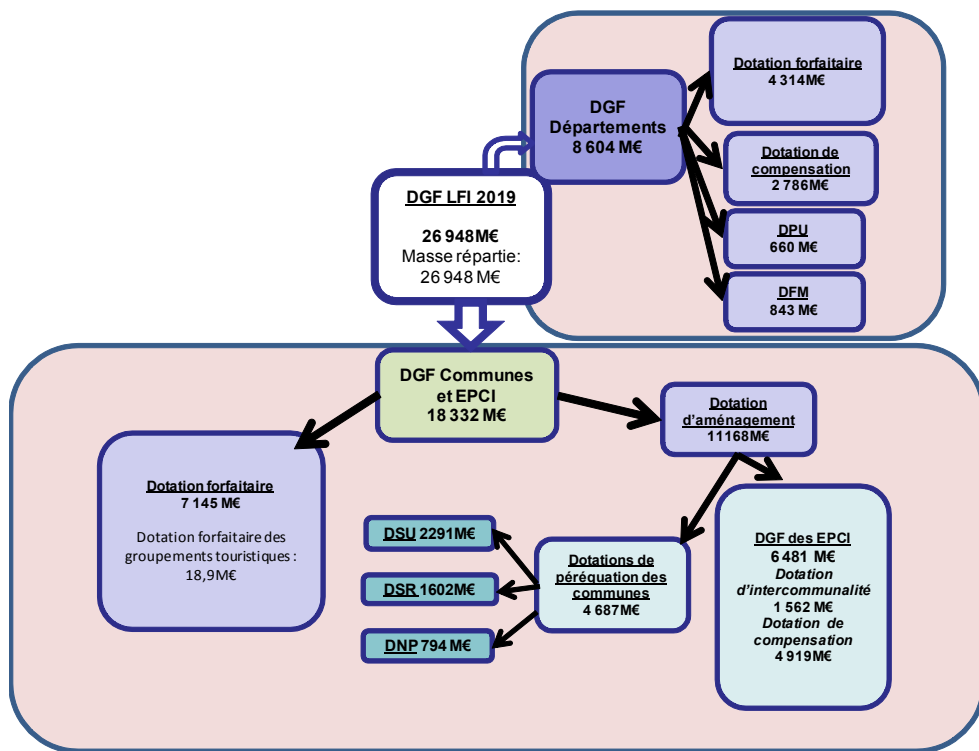 DGF LFI 2019
26 948M€
Masse répartie:
26 948 M€
DGF
Départements
8 604 M€
Dotation forfaitaire
4 314M€
Dotation de
compensation
2 786M€
DPU
660 M€
DFM
843 M€
DGF Communes
et EPCI
18 332 M€
Dotation forfaitaire
7 145 M€
Dotation forfaitaire des
groupements touristiques :
18,9M€
Dotation
d'aménagement
11168M€
DSU 2291M€
DSR 1602M€
DNP 794 M€
Dotations de
péréquation des
communes
4 687M€
DGF des EPCI
6 481 M€
Dotation
d'intercommunalité
1 562 M€
Dotation de
compensation
4 919M€